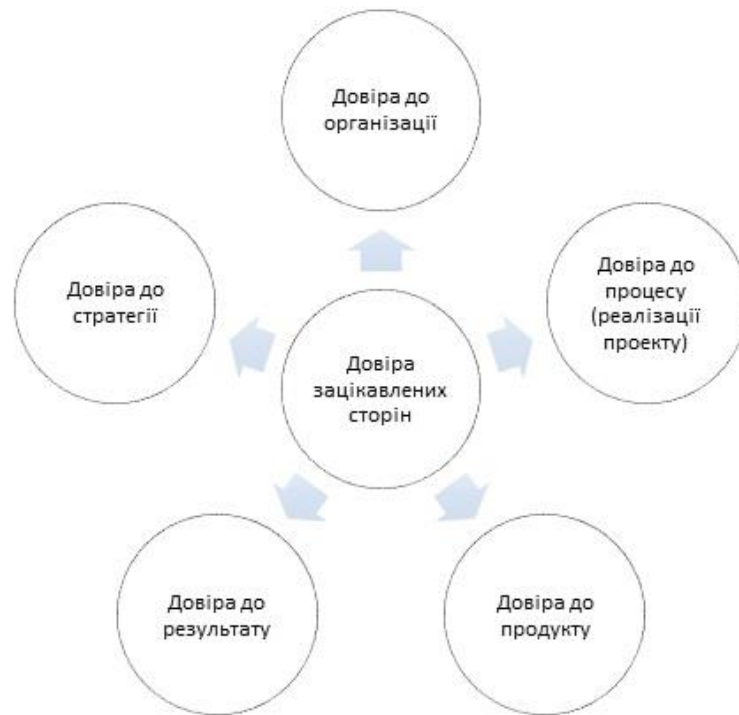 Довіра до
організації
Довіра до
стратегії
Довіра до
процесу
(реалізації
проекту)
Довіра
зацікавлених
сторін
Довіра до
результату
Довіра до
продукту